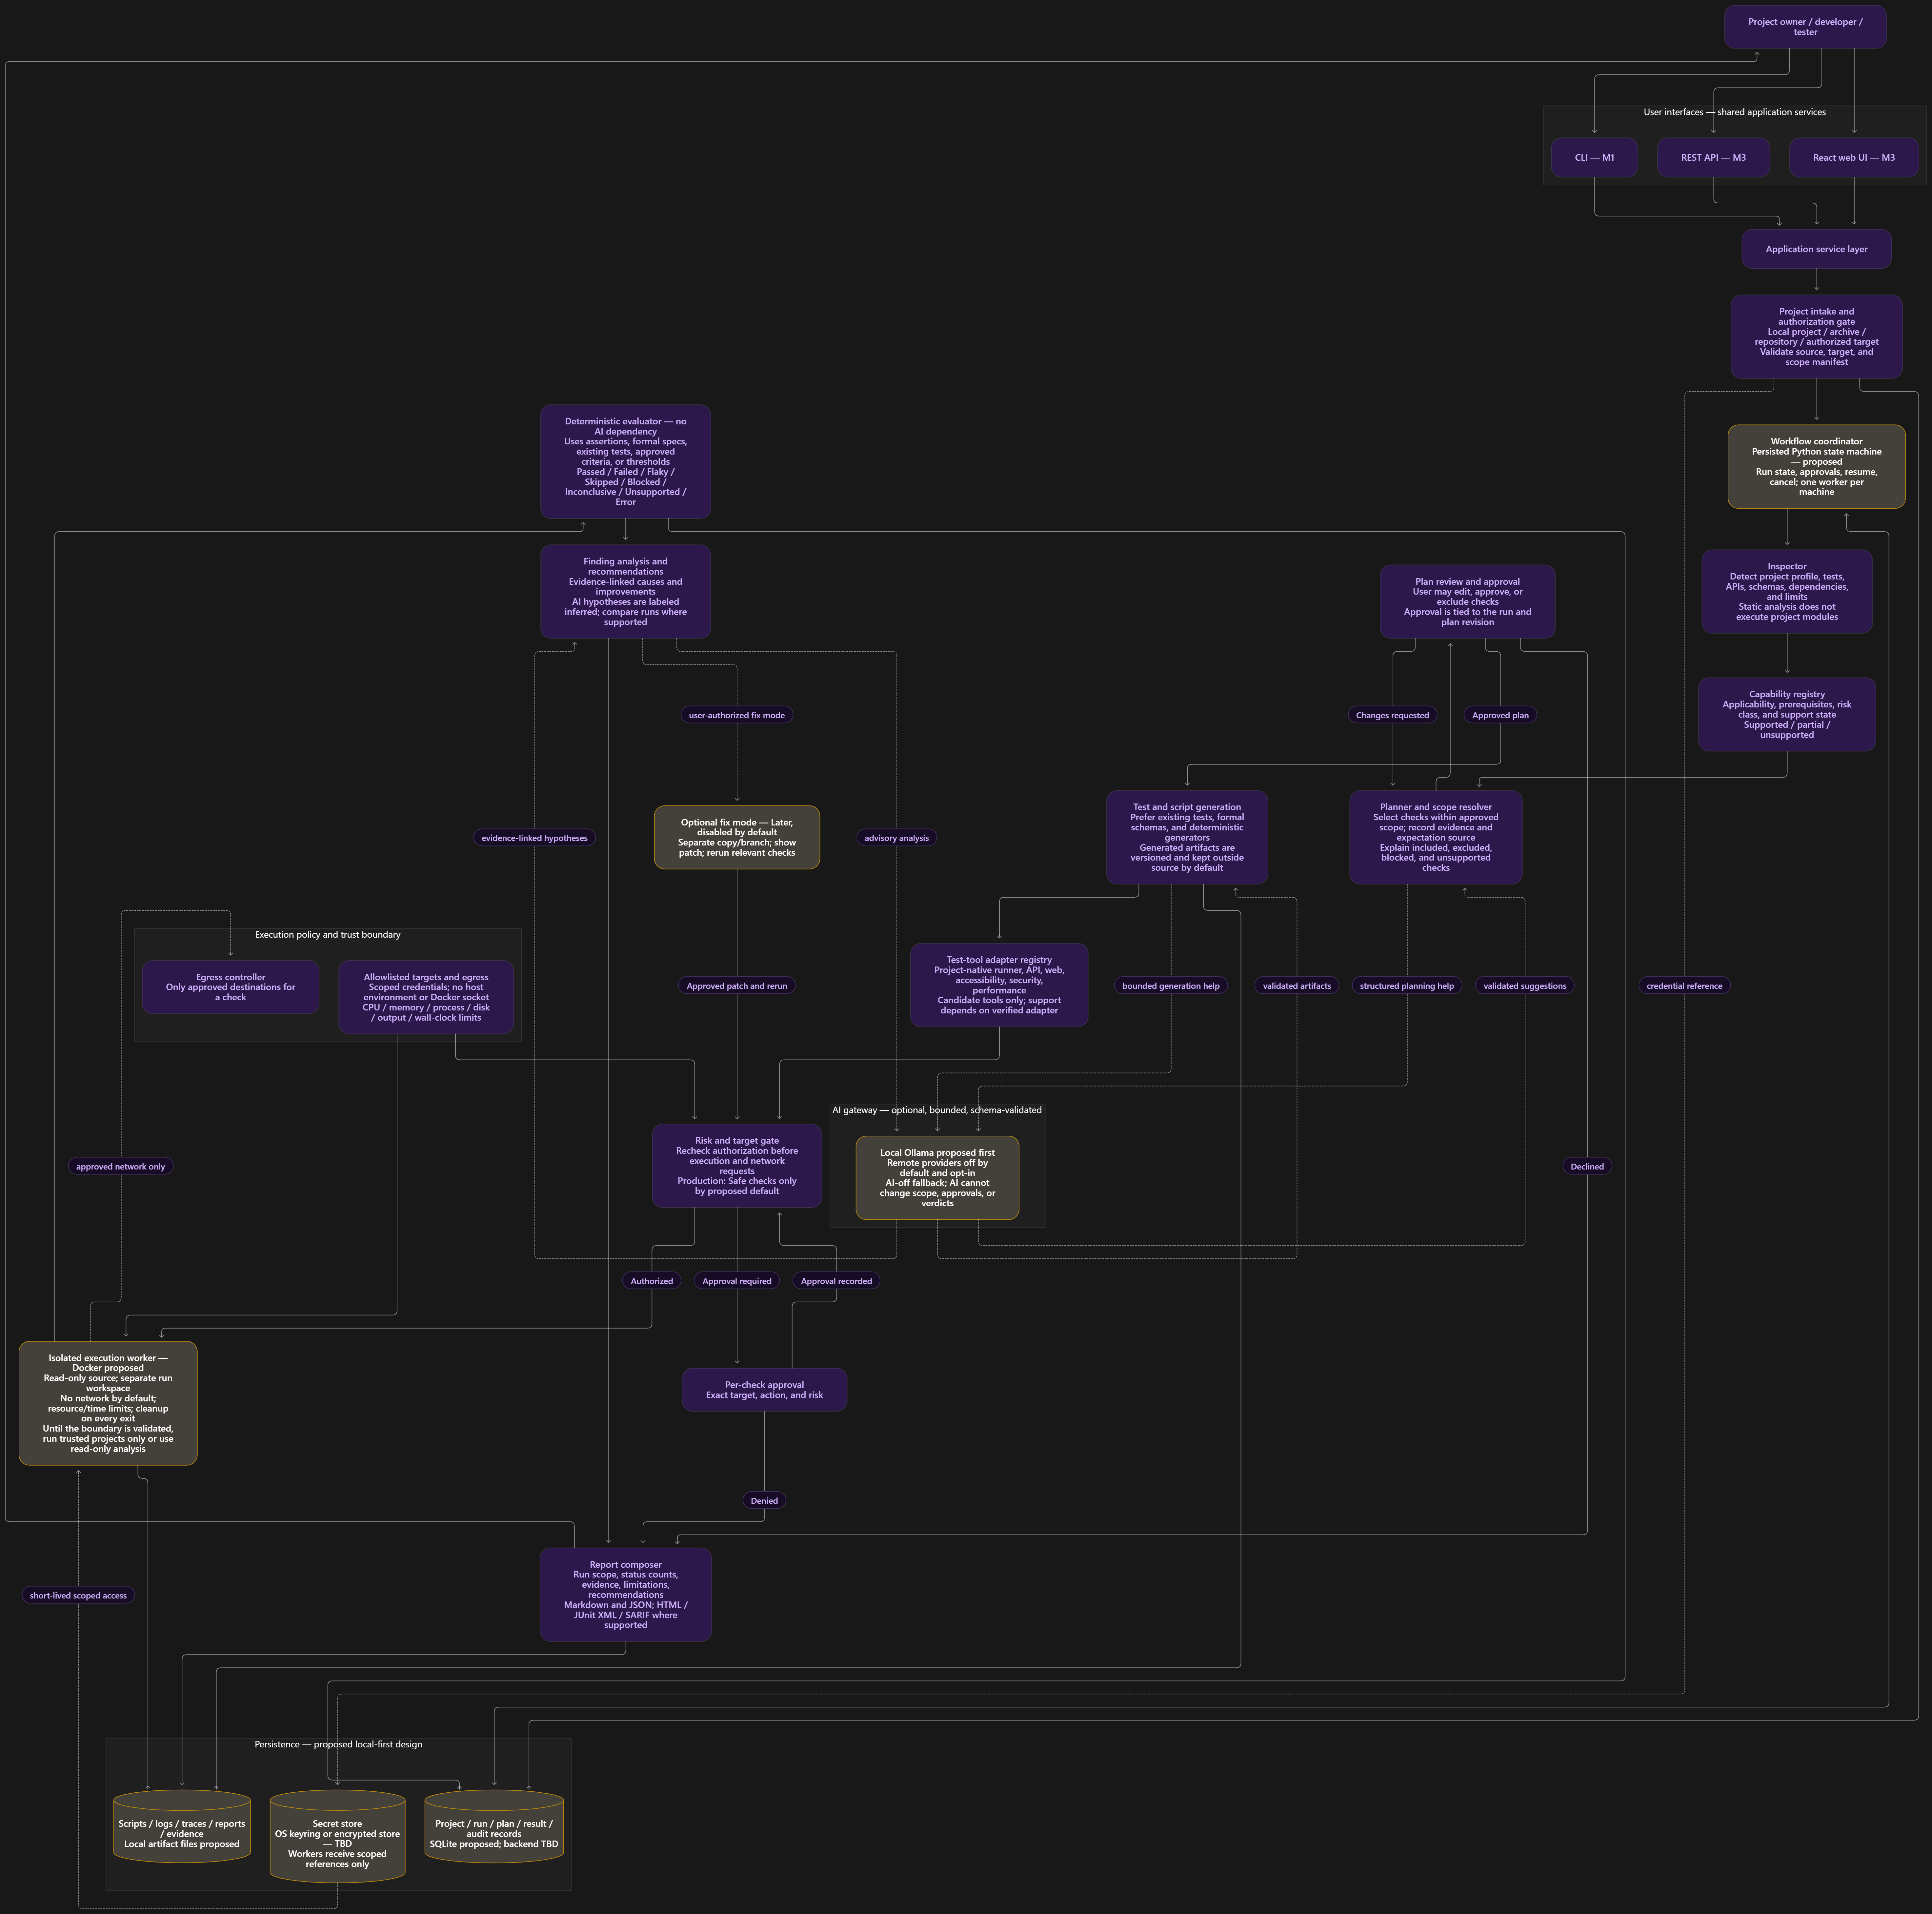 Project owner / developer /
tester
User interfaces — shared application services
CLI — M1
REST API — M3
React web UI — M3
Application service layer
Project intake and
authorization gate
Local project / archive /
repository / authorized target
Validate source, target, and
scope manifest
Deterministic evaluator — no
AI dependency
Uses assertions, formal specs,
existing tests, approved
criteria, or thresholds
Passed / Failed / Flaky /
Skipped / Blocked /
Inconclusive / Unsupported /
Error
Workflow coordinator
Persisted Python state machine
— proposed
Run state, approvals, resume,
cancel; one worker per
machine
Finding analysis and
recommendations
Evidence-linked causes and
improvements
AI hypotheses are labeled
inferred; compare runs where
supported
Plan review and approval
User may edit, approve, or
exclude checks
Approval is tied to the run and
plan revision
Inspector
Detect project profile, tests,
APIs, schemas, dependencies,
and limits
Static analysis does not
execute project modules
user-authorized fix mode
Changes requested
Approved plan
Capability registry
Applicability, prerequisites, risk
class, and support state
Supported / partial /
unsupported
evidence-linked hypotheses
Optional fix mode — Later,
disabled by default
Separate copy/branch; show
patch; rerun relevant checks
advisory analysis
Test and script generation
Prefer existing tests, formal
schemas, and deterministic
generators
Generated artifacts are
versioned and kept outside
source by default
Planner and scope resolver
Select checks within approved
scope; record evidence and
expectation source
Explain included, excluded,
blocked, and unsupported
checks
Execution policy and trust boundary
Egress controller
Only approved destinations for
a check
Allowlisted targets and egress
Scoped credentials; no host
environment or Docker socket
CPU / memory / process / disk
/ output / wall-clock limits
Approved patch and rerun
Test-tool adapter registry
Project-native runner, API, web,
accessibility, security,
performance
Candidate tools only; support
depends on verified adapter
bounded generation help
validated artifacts
structured planning help
validated suggestions
credential reference
AI gateway — optional, bounded, schema-validated
approved network only
Risk and target gate
Recheck authorization before
execution and network
requests
Production: Safe checks only
by proposed default
Local Ollama proposed first
Remote providers off by
default and opt-in
AI-off fallback; AI cannot
change scope, approvals, or
verdicts
Declined
Authorized
Approval required
Approval recorded
Isolated execution worker —
Docker proposed
Read-only source; separate run
workspace
No network by default;
resource/time limits; cleanup
on every exit
Until the boundary is validated,
run trusted projects only or use
read-only analysis
Per-check approval
Exact target, action, and risk
Denied
short-lived scoped access
Report composer
Run scope, status counts,
evidence, limitations,
recommendations
Markdown and JSON; HTML /
JUnit XML / SARIF where
supported
Persistence — proposed local-first design
Scripts / logs / traces / reports
/ evidence
Local artifact files proposed
Secret store
OS keyring or encrypted store
— TBD
Workers receive scoped
references only
Project / run / plan / result /
audit records
SQLite proposed; backend TBD